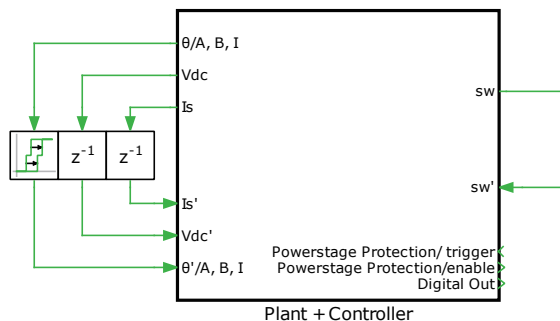 θ/A, B, I
Vdc
Is
sw
z⁻¹ z⁻¹
sw'
Is'
Vdc'
Powerstage Protection/ trigger
θ'/A, B, I
Powerstage Protection/enable
Digital Out
Plant + Controller